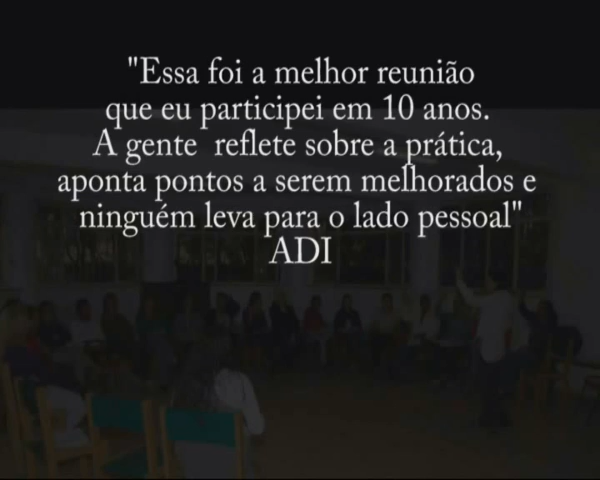 "Essa foi a melhor reunião
que eu participei em 10 anos.
A gente reflete sobre a prática,
aponta pontos a serem melhorados e
ninguém leva para o lado pessoal"
ADI